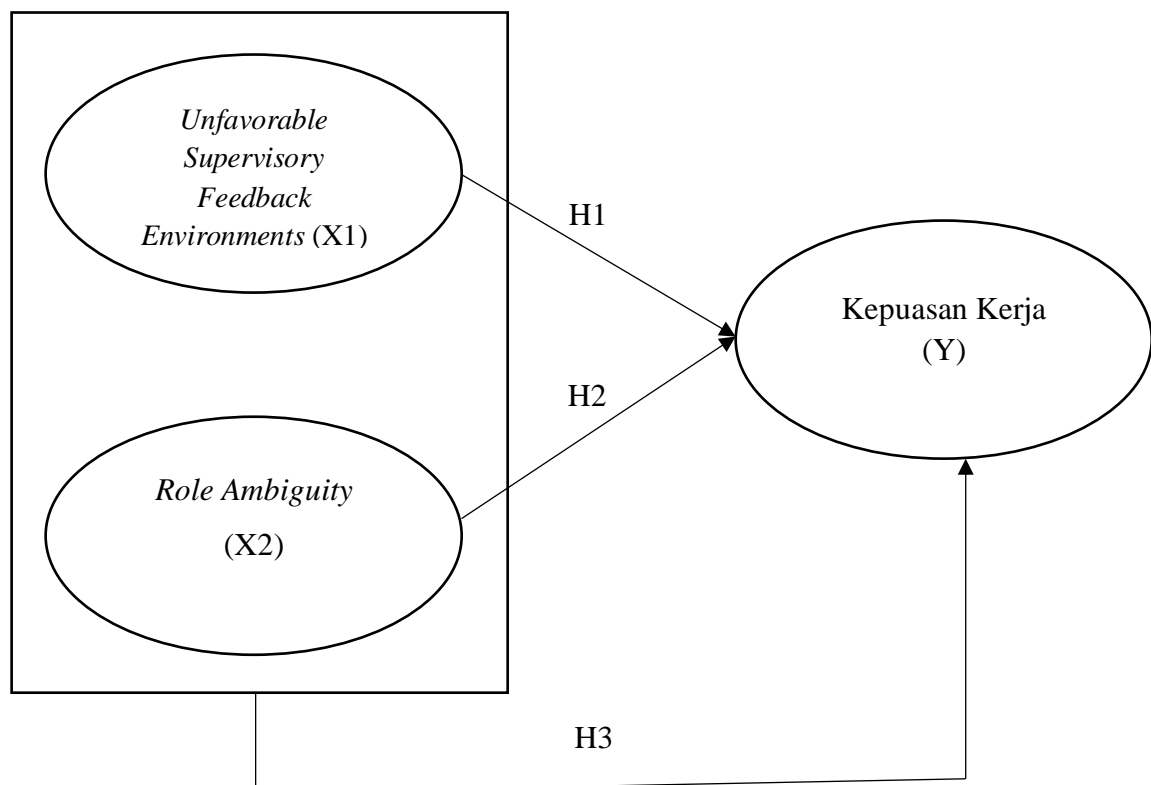 Unfavorable
Supervisory
Feedback
Environments (X1)
H1
Kepuasan Kerja
(Y)
H2
Role Ambiguity
(X2)
H3